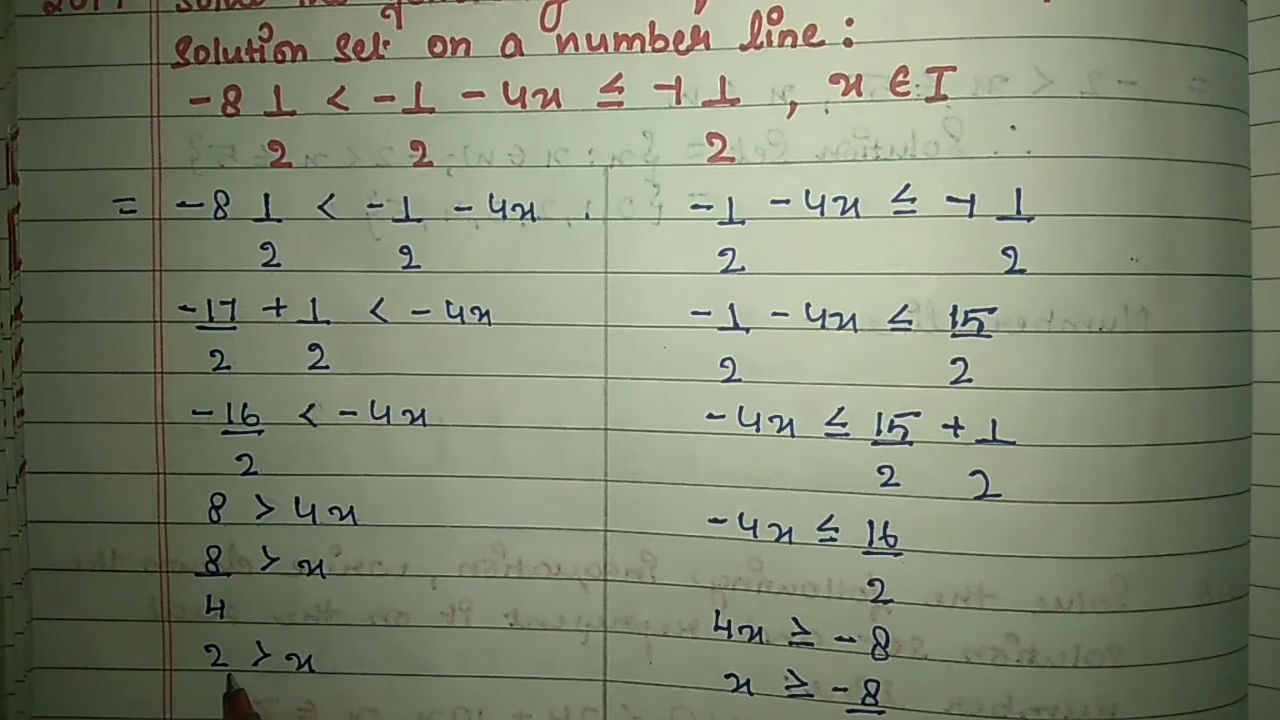 solution set on a number line:
-8 1/2 < -1/2 - 4x ≤ 7 1/2, x ∈ I
= -8 1/2 < -1/2 - 4x
-17/2 + 1/2 < -4x
-16/2 < -4x
8 > 4x
8/4 > x
2 > x
-1/2 - 4x ≤ 7 1/2
-1/2 - 4x ≤ 15/2
-4x ≤ 15/2 + 1/2
-4x ≤ 16/2
4x ≥ -8
x ≥ -8